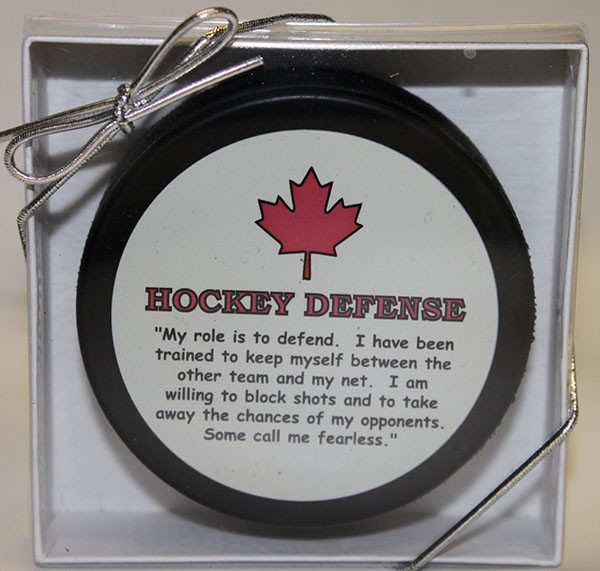 HOCKEY DEFENSE
"My role is to defend. I have been
trained to keep myself between the
other team and my net. I am
willing to block shots and to take
away the chances of my opponents.
Some call me fearless."